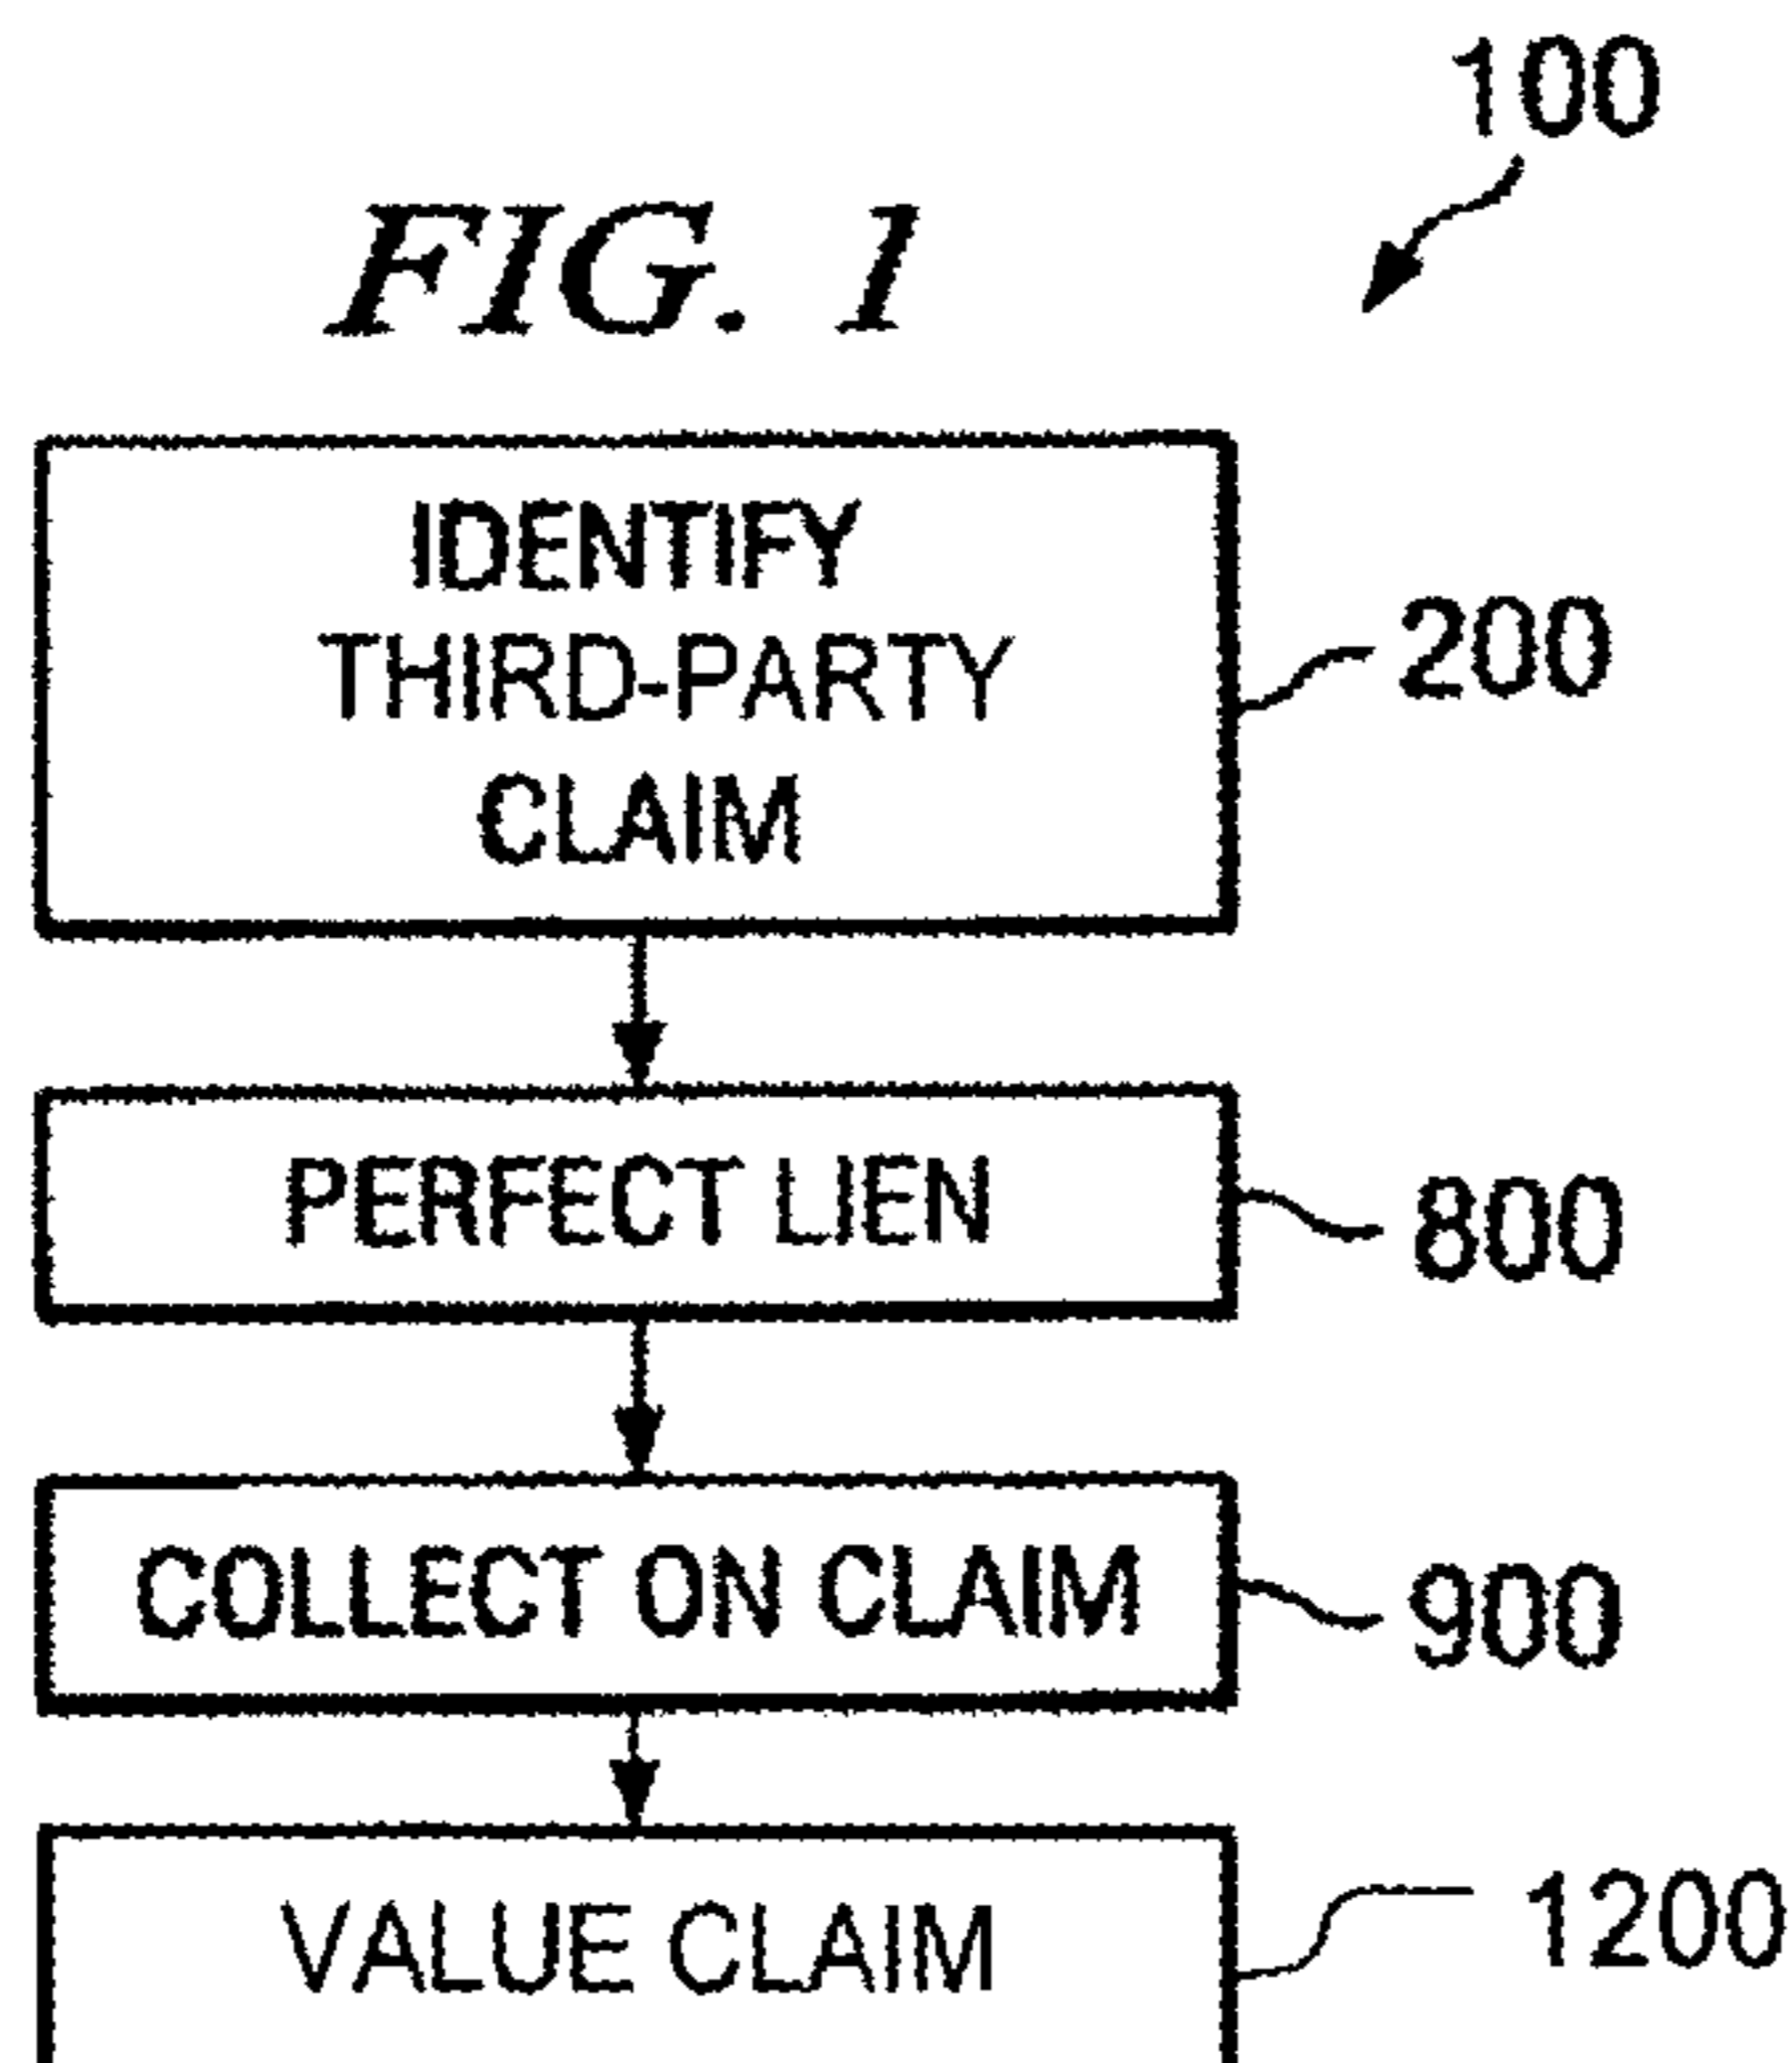 100
FIG. 1
IDENTIFY
THIRD-PARTY
CLAIM
200
PERFECT LIEN
800
COLLECT ON CLAIM
900
VALUE CLAIM
1200